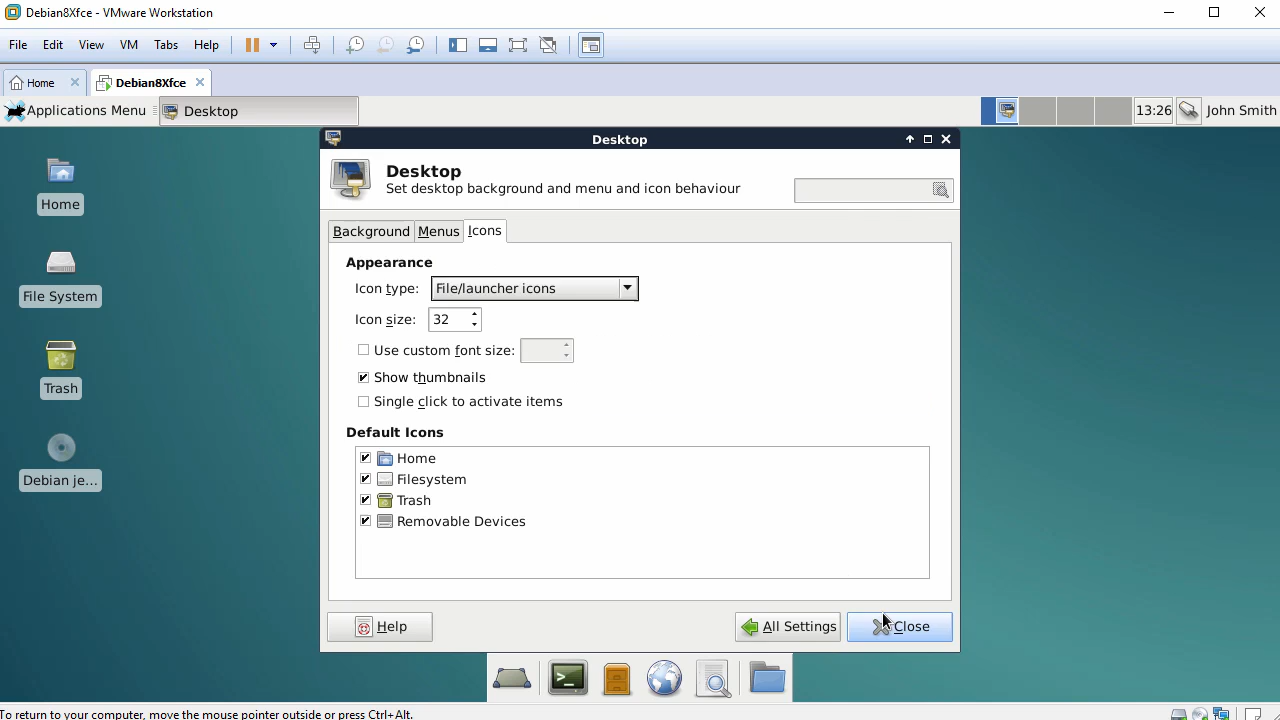 Debian8Xfce - VMware Workstation
File Edit View VM Tabs Help
Home Debian8Xfce
Applications Menu Desktop 13:26 John Smith
Desktop
Desktop
Set desktop background and menu and icon behaviour
Background Menus Icons
Appearance
Icon type: File/launcher icons
Icon size: 32
Use custom font size:
Show thumbnails
Single click to activate items
Default Icons
Home
Filesystem
Trash
Removable Devices
Help All Settings Close
Home
File System
Trash
Debian je...
To return to your computer, move the mouse pointer outside or press Ctrl+Alt.